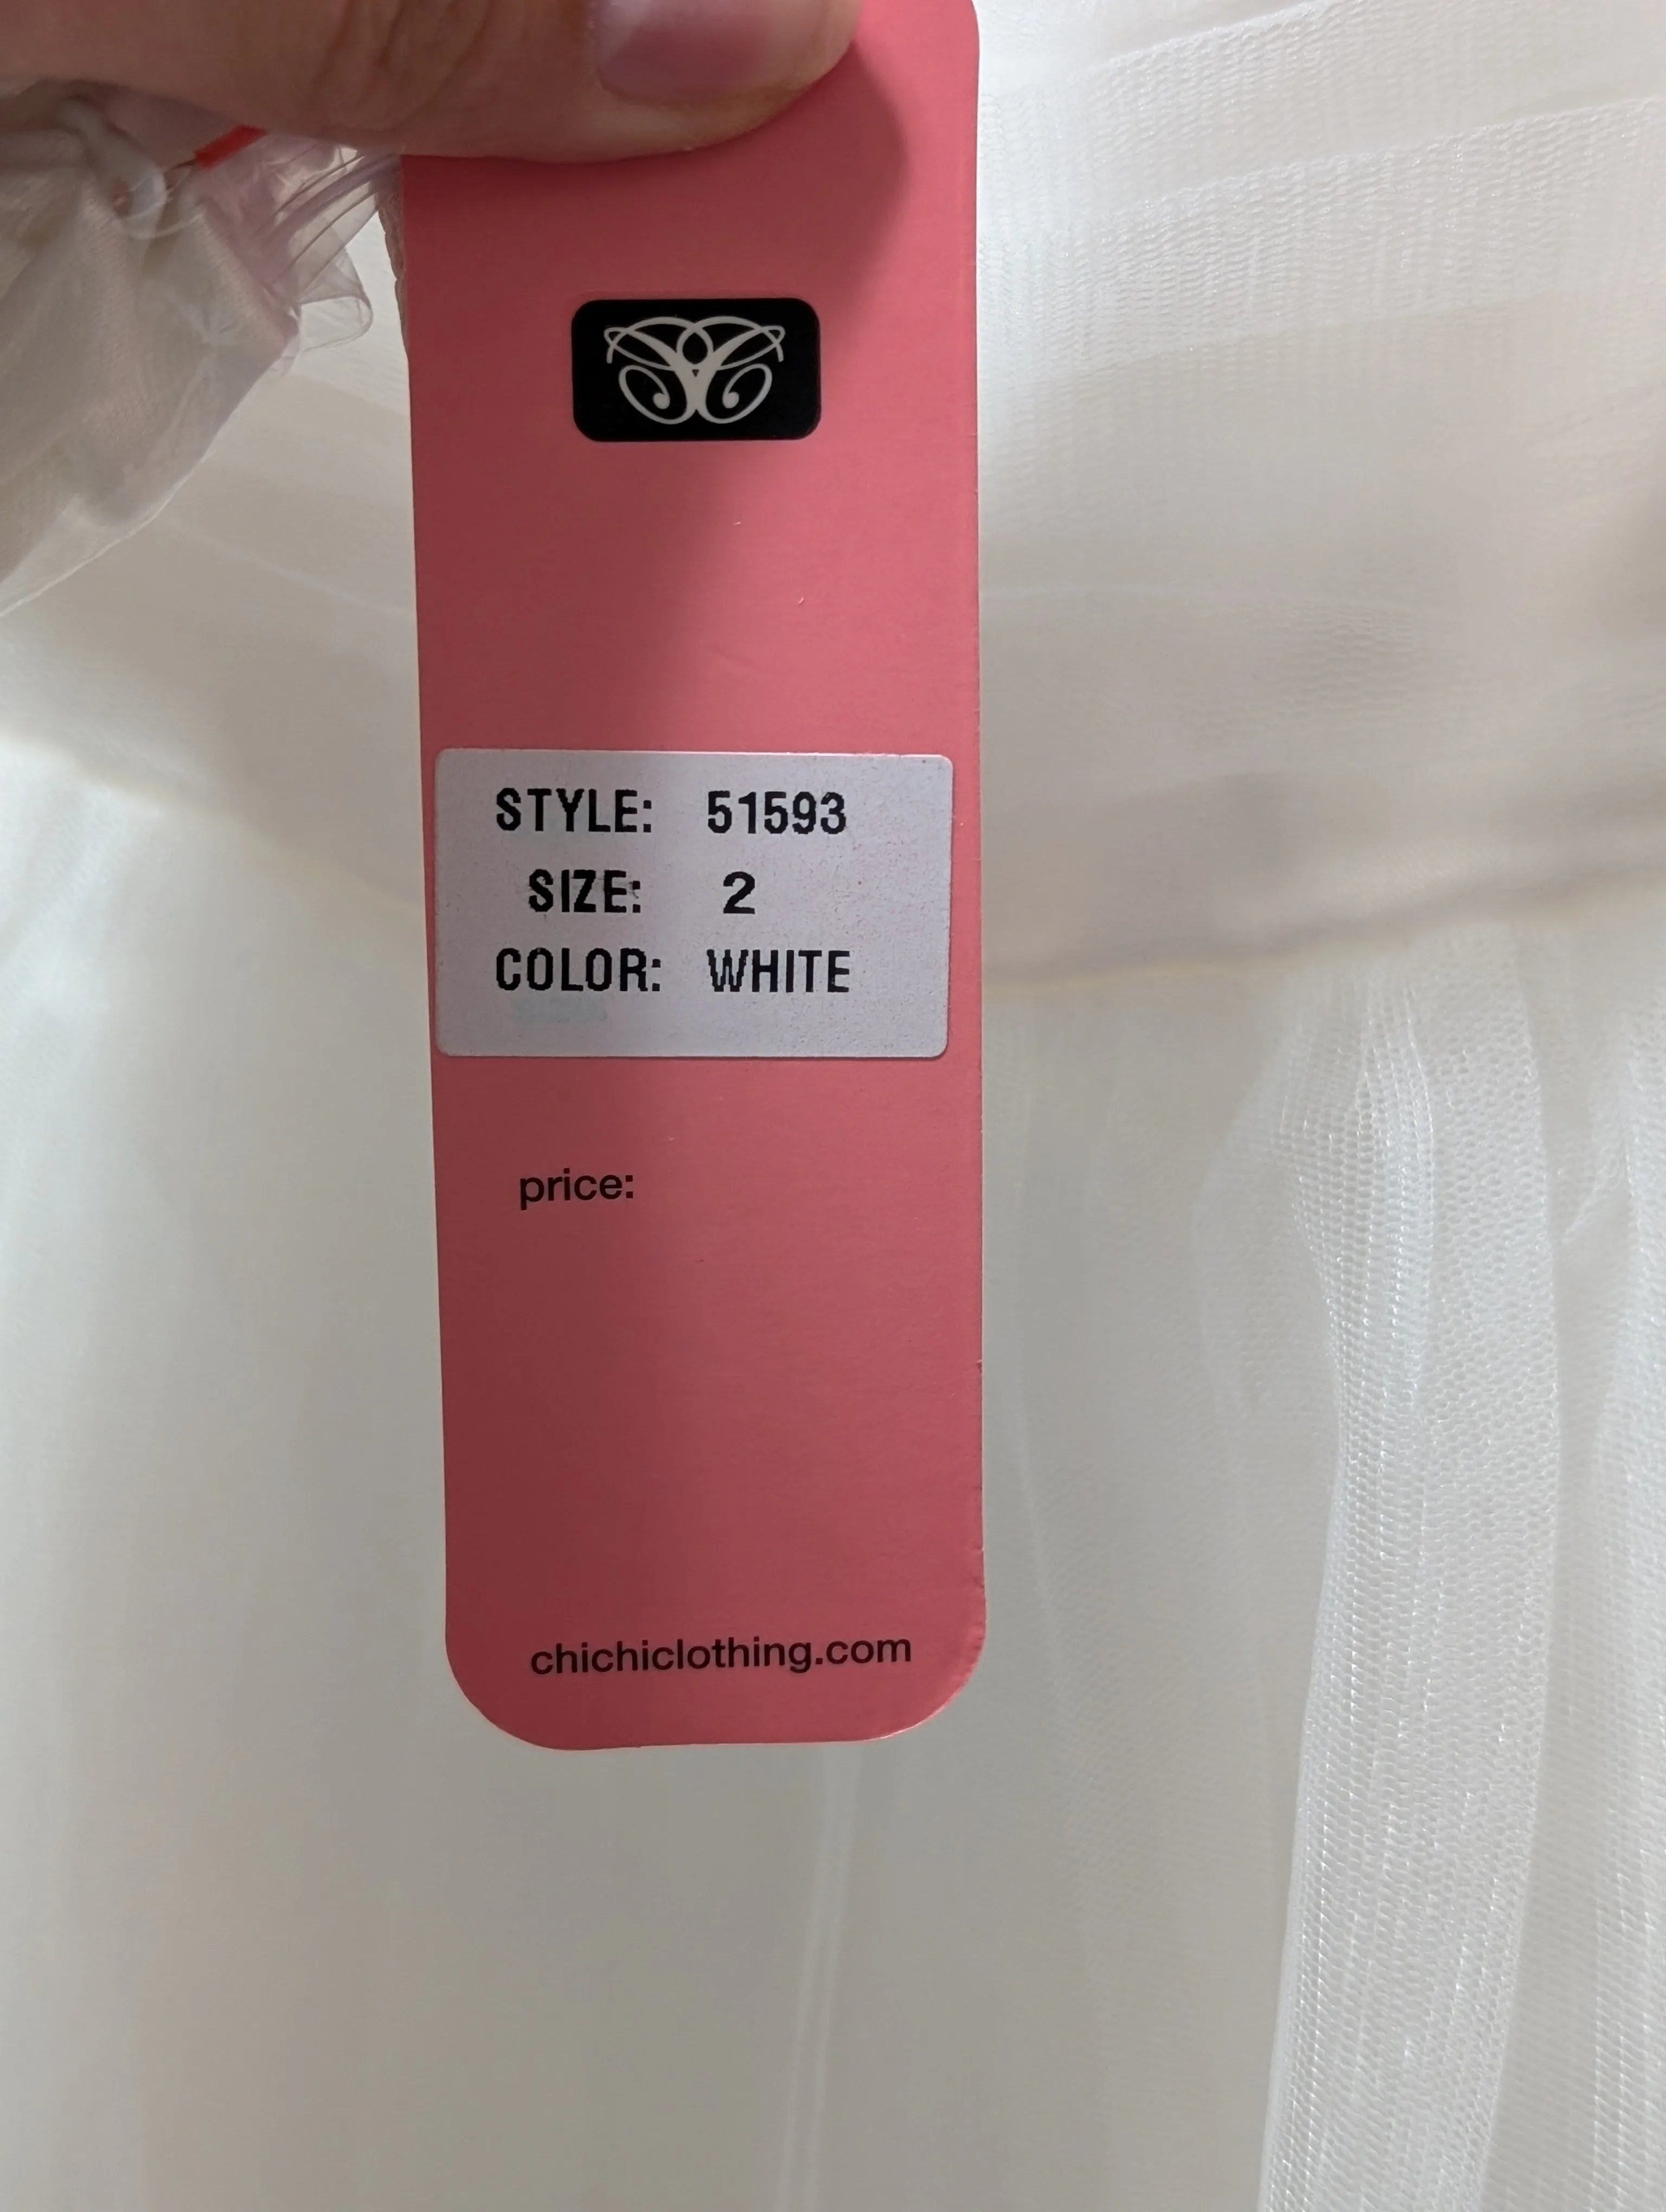 STYLE: 51593
SIZE: 2
COLOR: WHITE
price:
chichiclothing.com